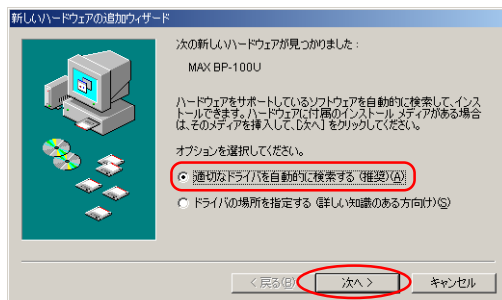 新しいハードウェアの追加ウィザード
次の新しいハードウェアが見つかりました :
MAX BP-100U
ハードウェアをサポートしているソフトウェアを自動的に検索して、インス
トールできます。ハードウェアに付属のインストール メディアがある場合
は、そのメディアを挿入して、[次へ] をクリックしてください。
オプションを選択してください。
適切なドライバを自動的に検索する (推奨)(A)
ドライバの場所を指定する (詳しい知識のある方向け)(S)
< 戻る(B)
次へ >
キャンセル